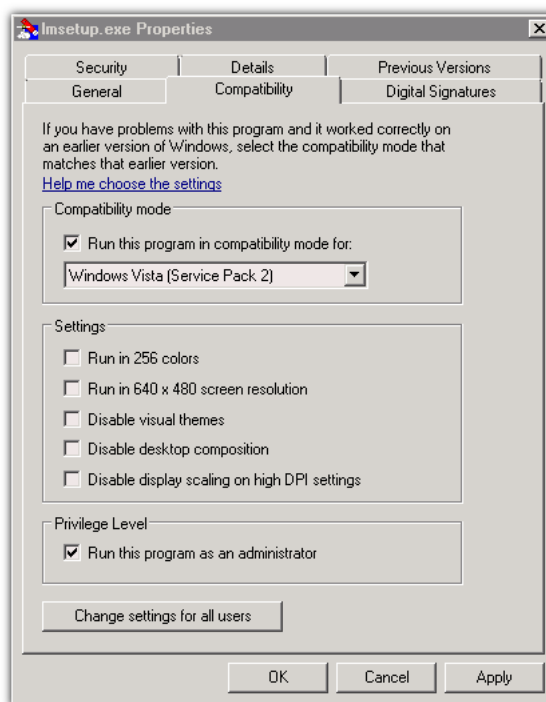 lmsetup.exe Properties
Security Details Previous Versions
General Compatibility Digital Signatures
If you have problems with this program and it worked correctly on
an earlier version of Windows, select the compatibility mode that
matches that earlier version.
Help me choose the settings
Compatibility mode
Run this program in compatibility mode for:
Windows Vista (Service Pack 2)
Settings
Run in 256 colors
Run in 640 x 480 screen resolution
Disable visual themes
Disable desktop composition
Disable display scaling on high DPI settings
Privilege Level
Run this program as an administrator
Change settings for all users
OK Cancel Apply